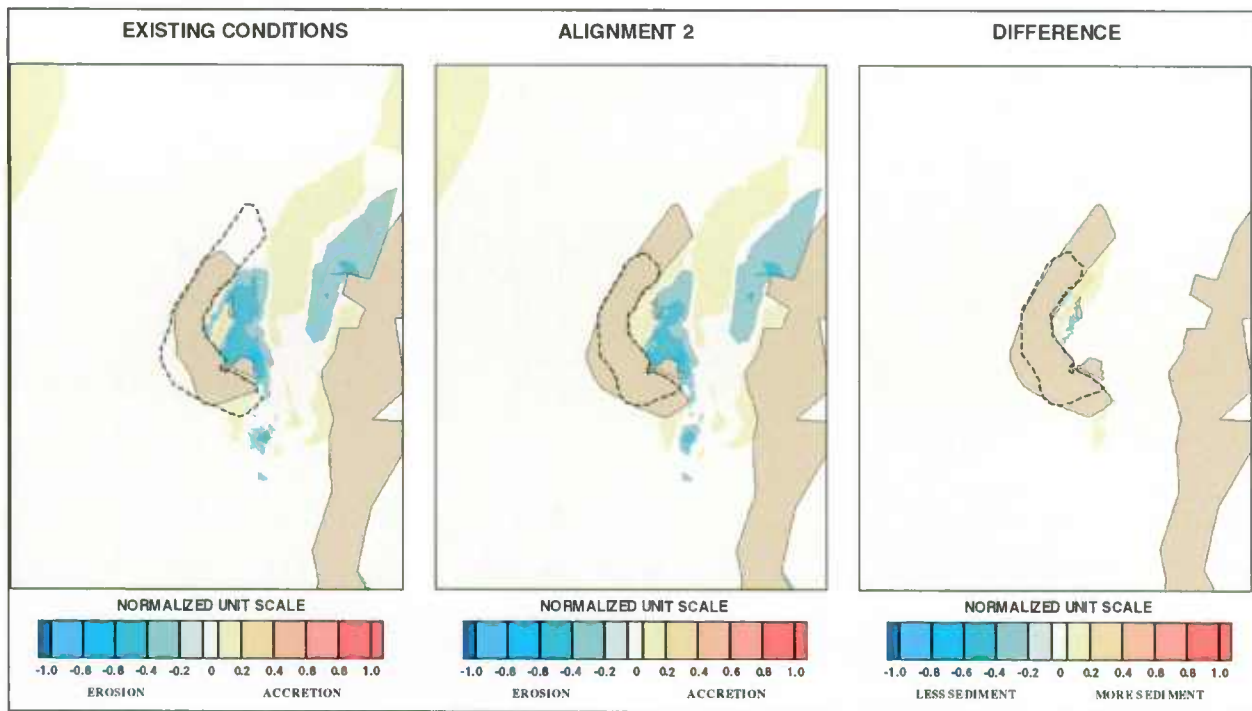 EXISTING CONDITIONS
ALIGNMENT 2
DIFFERENCE
NORMALIZED UNIT SCALE
-1.0 -0.8 -0.6 -0.4 -0.2 0 0.2 0.4 0.6 0.8 1.0
EROSION ACCRETION
NORMALIZED UNIT SCALE
-1.0 -0.8 -0.6 -0.4 -0.2 0 0.2 0.4 0.6 0.8 1.0
EROSION ACCRETION
NORMALIZED UNIT SCALE
-1.0 -0.8 -0.6 -0.4 -0.2 0 0.2 0.4 0.6 0.8 1.0
LESS SEDIMENT MORE SEDIMENT